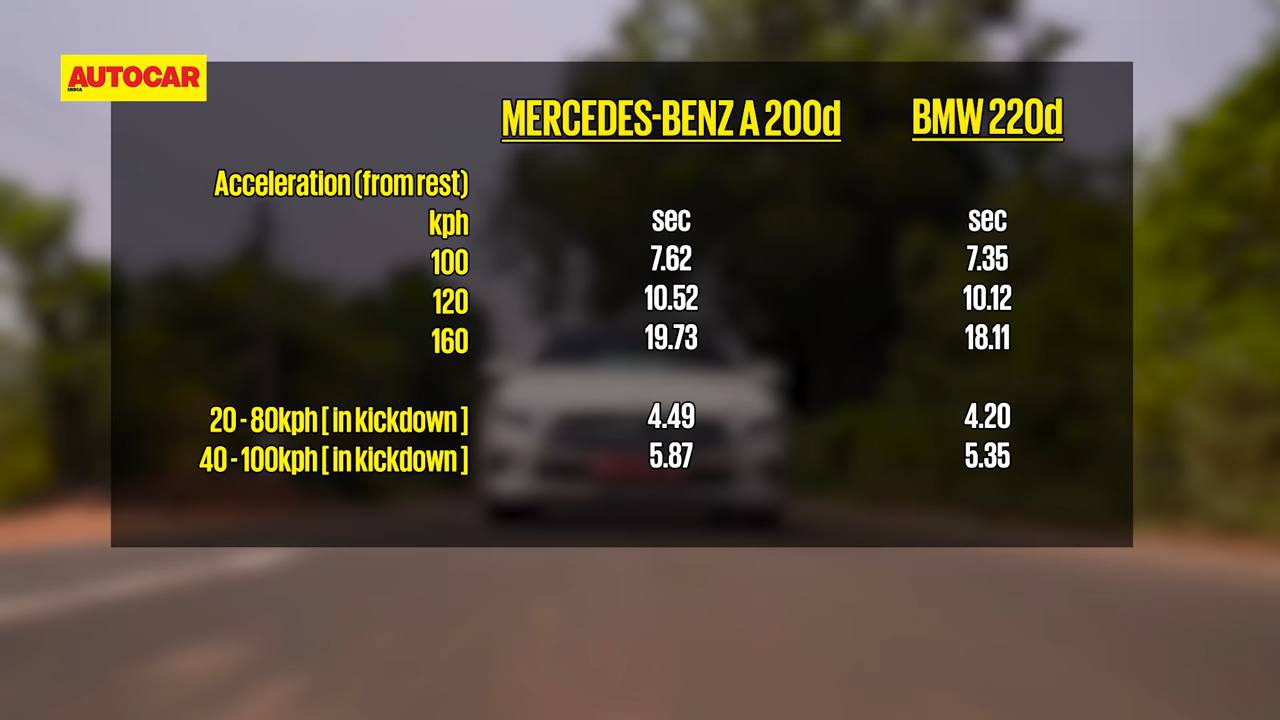 AUTOCAR
INDIA
MERCEDES-BENZ A 200d BMW 220d
Acceleration (from rest)
kph sec sec
100 7.62 7.35
120 10.52 10.12
160 19.73 18.11
20 - 80kph [ in kickdown ] 4.49 4.20
40 - 100kph [ in kickdown ] 5.87 5.35